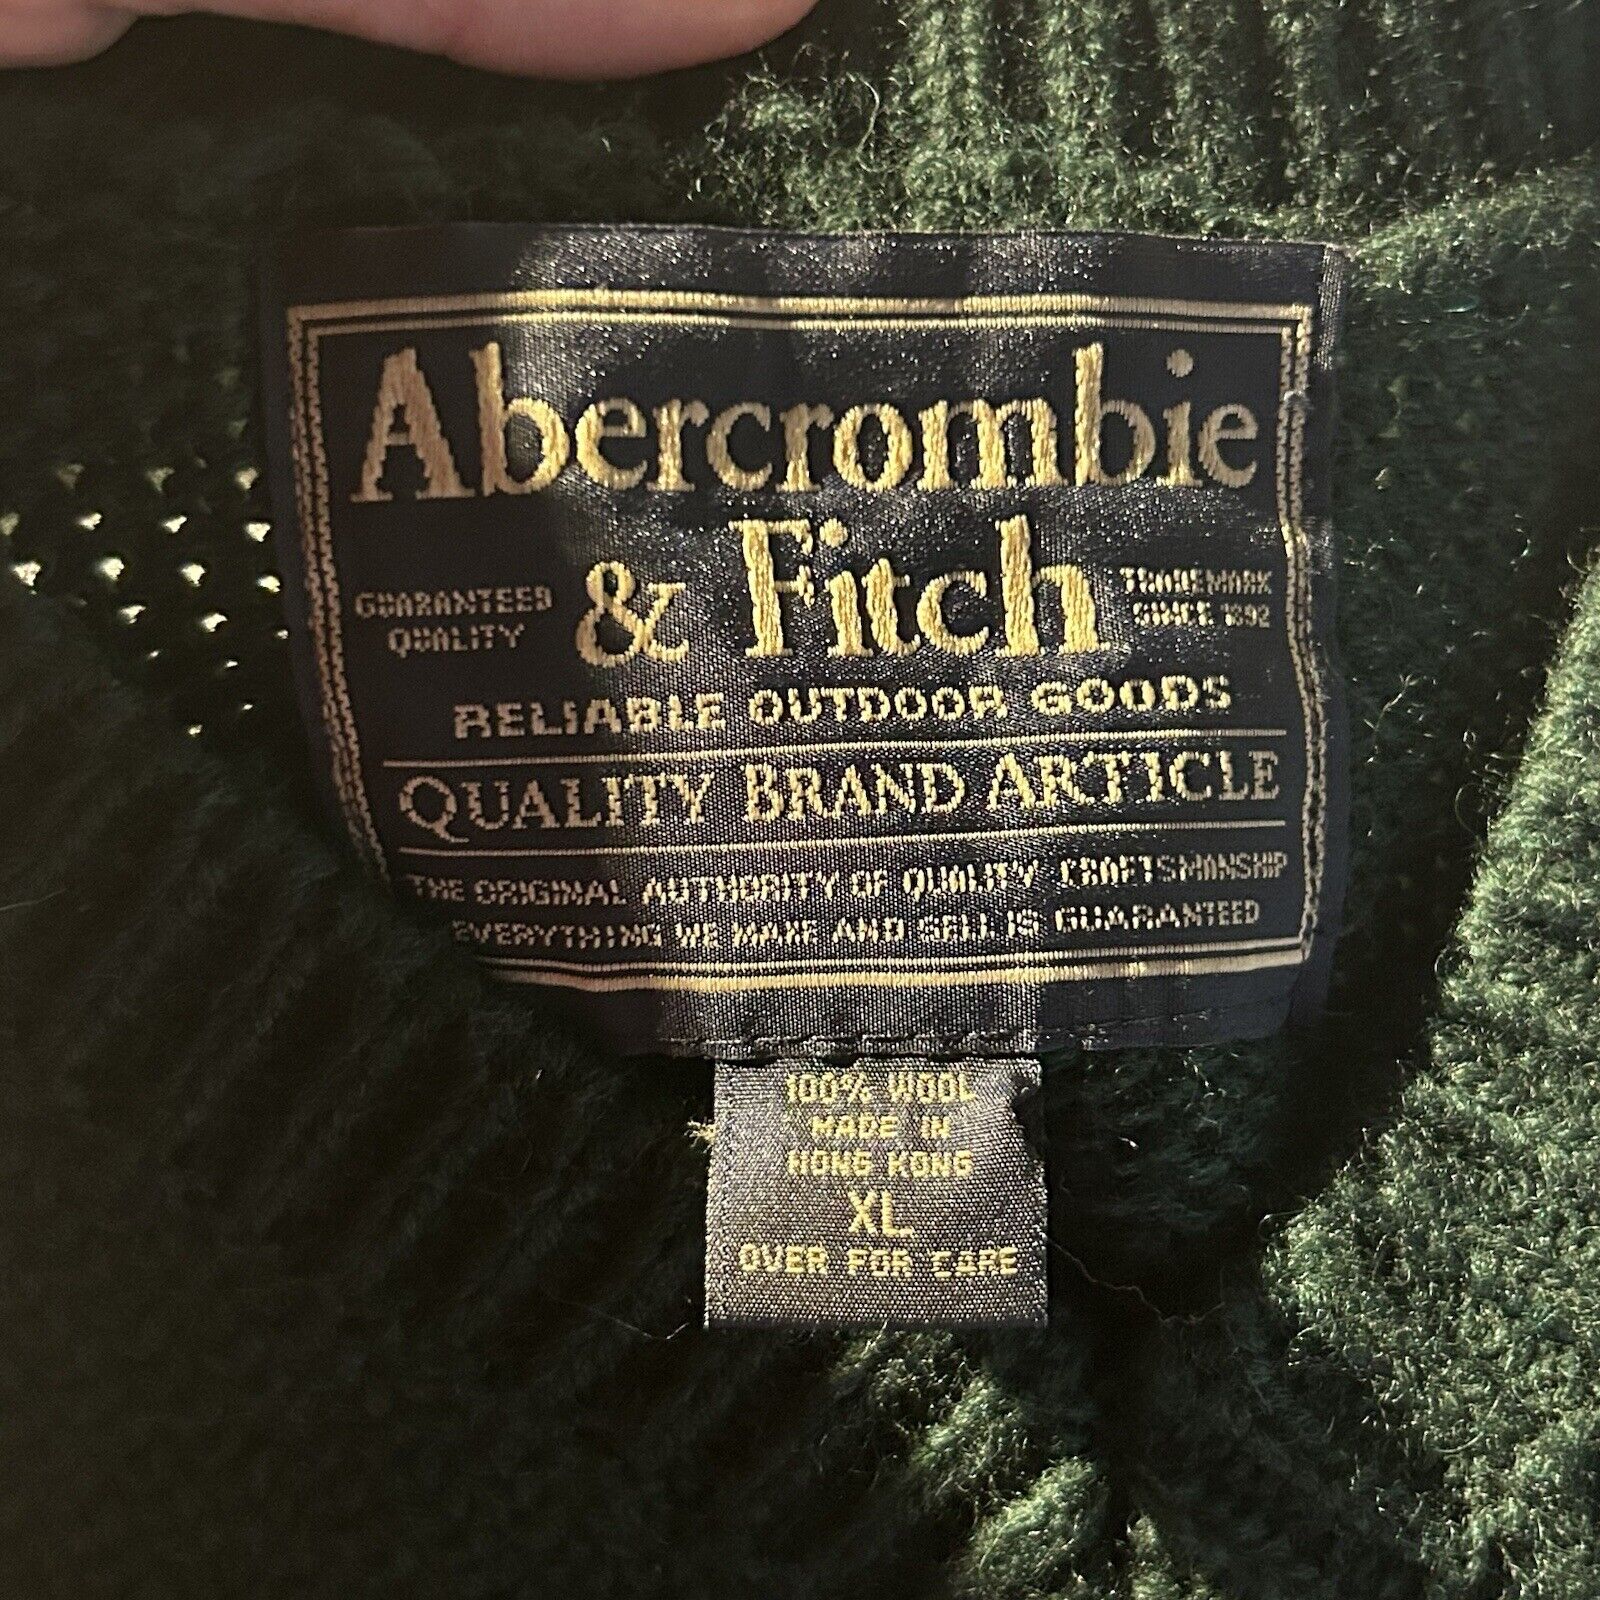 Abercrombie
& Fitch
GUARANTEED
QUALITY
TRADEMARK
SINCE 1892
RELIABLE OUTDOOR GOODS
QUALITY BRAND ARTICLE
THE ORIGINAL AUTHORITY OF QUALITY CRAFTSMANSHIP
EVERYTHING WE MAKE AND SELL IS GUARANTEED
100% WOOL
MADE IN
HONG KONG
XL
OVER FOR CARE